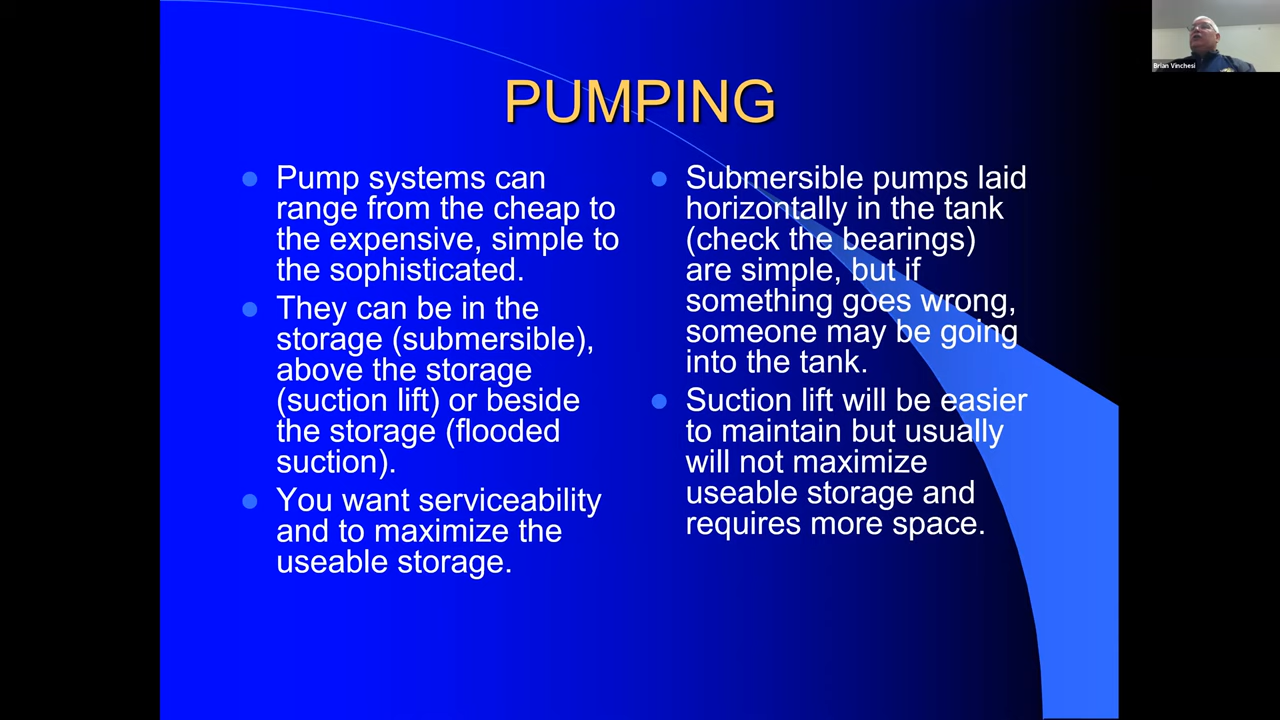 PUMPING
Pump systems can
range from the cheap to
the expensive, simple to
the sophisticated.
They can be in the
storage (submersible),
above the storage
(suction lift) or beside
the storage (flooded
suction).
You want serviceability
and to maximize the
useable storage.
Submersible pumps laid
horizontally in the tank
(check the bearings)
are simple, but if
something goes wrong,
someone may be going
into the tank.
Suction lift will be easier
to maintain but usually
will not maximize
useable storage and
requires more space.
Brian Vinchesi